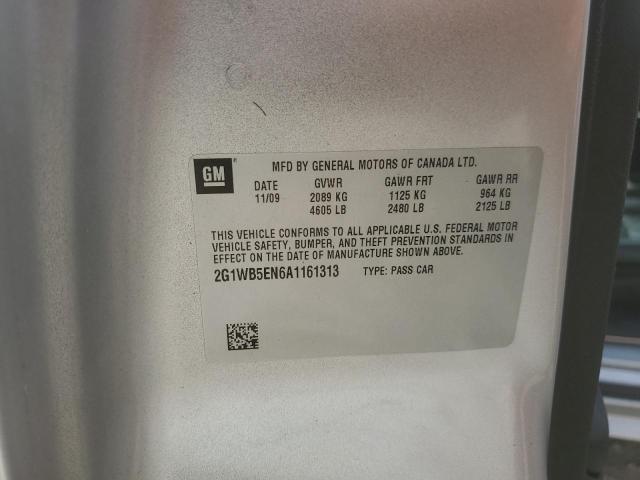 GM
MFD BY GENERAL MOTORS OF CANADA LTD.
DATE GVWR GAWR FRT GAWR RR
11/09 2089 KG 1125 KG 964 KG
4605 LB 2480 LB 2125 LB
THIS VEHICLE CONFORMS TO ALL APPLICABLE U.S. FEDERAL MOTOR
VEHICLE SAFETY, BUMPER, AND THEFT PREVENTION STANDARDS IN
EFFECT ON THE DATE OF MANUFACTURE SHOWN ABOVE.
2G1WB5EN6A1161313 TYPE: PASS CAR